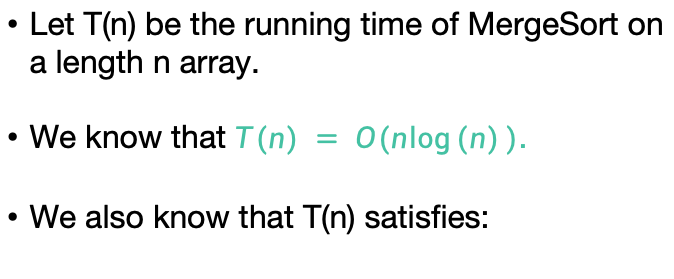 • Let T(n) be the running time of MergeSort on
a length n array.
• We know that T(n) = O(nlog(n)).
• We also know that T(n) satisfies: